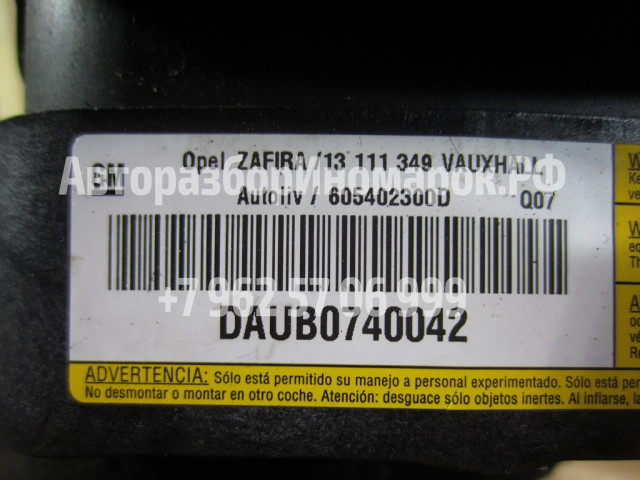 GM
Opel ZAFIRA /13 111 349 VAUXHALL
АвторазборИномарок.РФ
Autoliv / 605402300D Q07
+7 962 57 06 999
DAUB0740042
ADVERTENCIA: Sólo está permitido su manejo a personal experimentado. Sólo está per
No desmontar o montar en otro coche. Atención: desguace sólo objetos inertes. Al inflarse, la